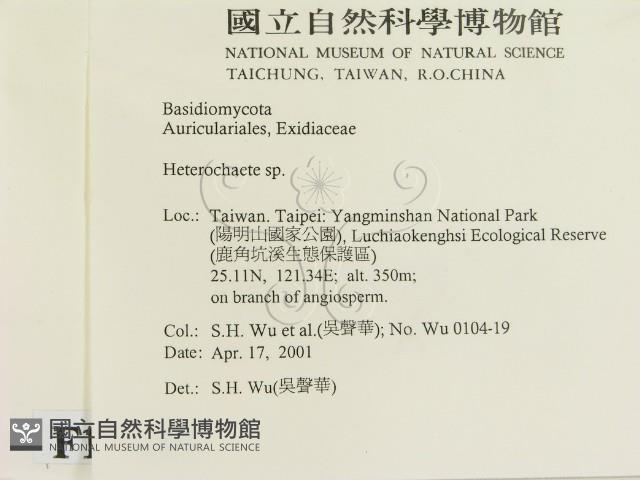 國立自然科學博物館
NATIONAL MUSEUM OF NATURAL SCIENCE
TAICHUNG, TAIWAN, R.O.CHINA
Basidiomycota
Auriculariales, Exidiaceae
Heterochaete sp.
Loc.: Taiwan. Taipei: Yangminshan National Park
(陽明山國家公園), Luchiaokenghsi Ecological Reserve
(鹿角坑溪生態保護區)
25.11N, 121.34E; alt. 350m;
on branch of angiosperm.
Col.: S.H. Wu et al.(吳聲華); No. Wu 0104-19
Date: Apr. 17, 2001
Det.: S.H. Wu(吳聲華)
國立自然科學博物館
NATIONAL MUSEUM OF NATURAL SCIENCE